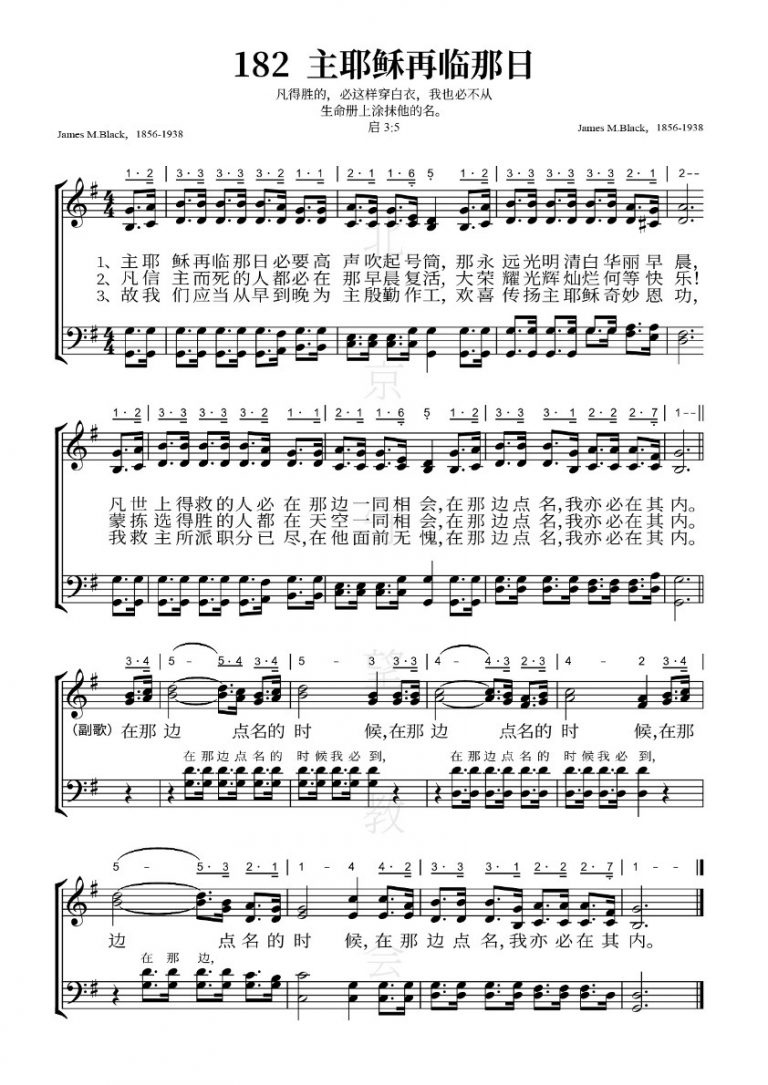 182 主耶稣再临那日
凡得胜的，必这样穿白衣，我也必不从
生命册上涂抹他的名。
启 3:5
James M.Black, 1856-1938
James M.Black, 1856-1938
1· 2 3· 3 3· 3 3· 2 1· 1 2· 1 1· 6 5 1· 2 3· 3 3· 3 3· 3 2· 1 2 - -
1、主耶稣再临那日必要高声吹起号筒,那永远光明清白华丽早晨,
2、凡信主而死的人都必在那早晨复活,大荣耀光辉灿烂何等快乐!
3、故我们应当从早到晚为主殷勤作工,欢喜传扬主耶稣奇妙恩功,
1· 2 3· 3 3· 3 3· 2 1· 1 2· 1 1· 6 5 1· 2 3· 3 3· 1 2· 2 2· 7 1 - -
凡世上得救的人必在那边一同相会,在那边点名,我亦必在其内。
蒙拣选得胜的人都在天空一同相会,在那边点名,我亦必在其内。
我救主所派职分已尽,在他面前无愧,在那边点名,我亦必在其内。
3· 4 5 - 5· 4 3· 4 5 - 3 3· 3 4 - 4· 3 2· 3 4 - 2 3· 4
(副歌) 在那边点名的时候,在那边点名的时候,在那
在那边点名的时候我必到, 在那边点名的时候我必到,
5 - 5· 3 2· 1 1 - 4 4· 2 3· 3 3· 1 2· 2 2· 7 1 - -
边点名的时候,在那边点名,我亦必在其内。
在那边,
北京望教会